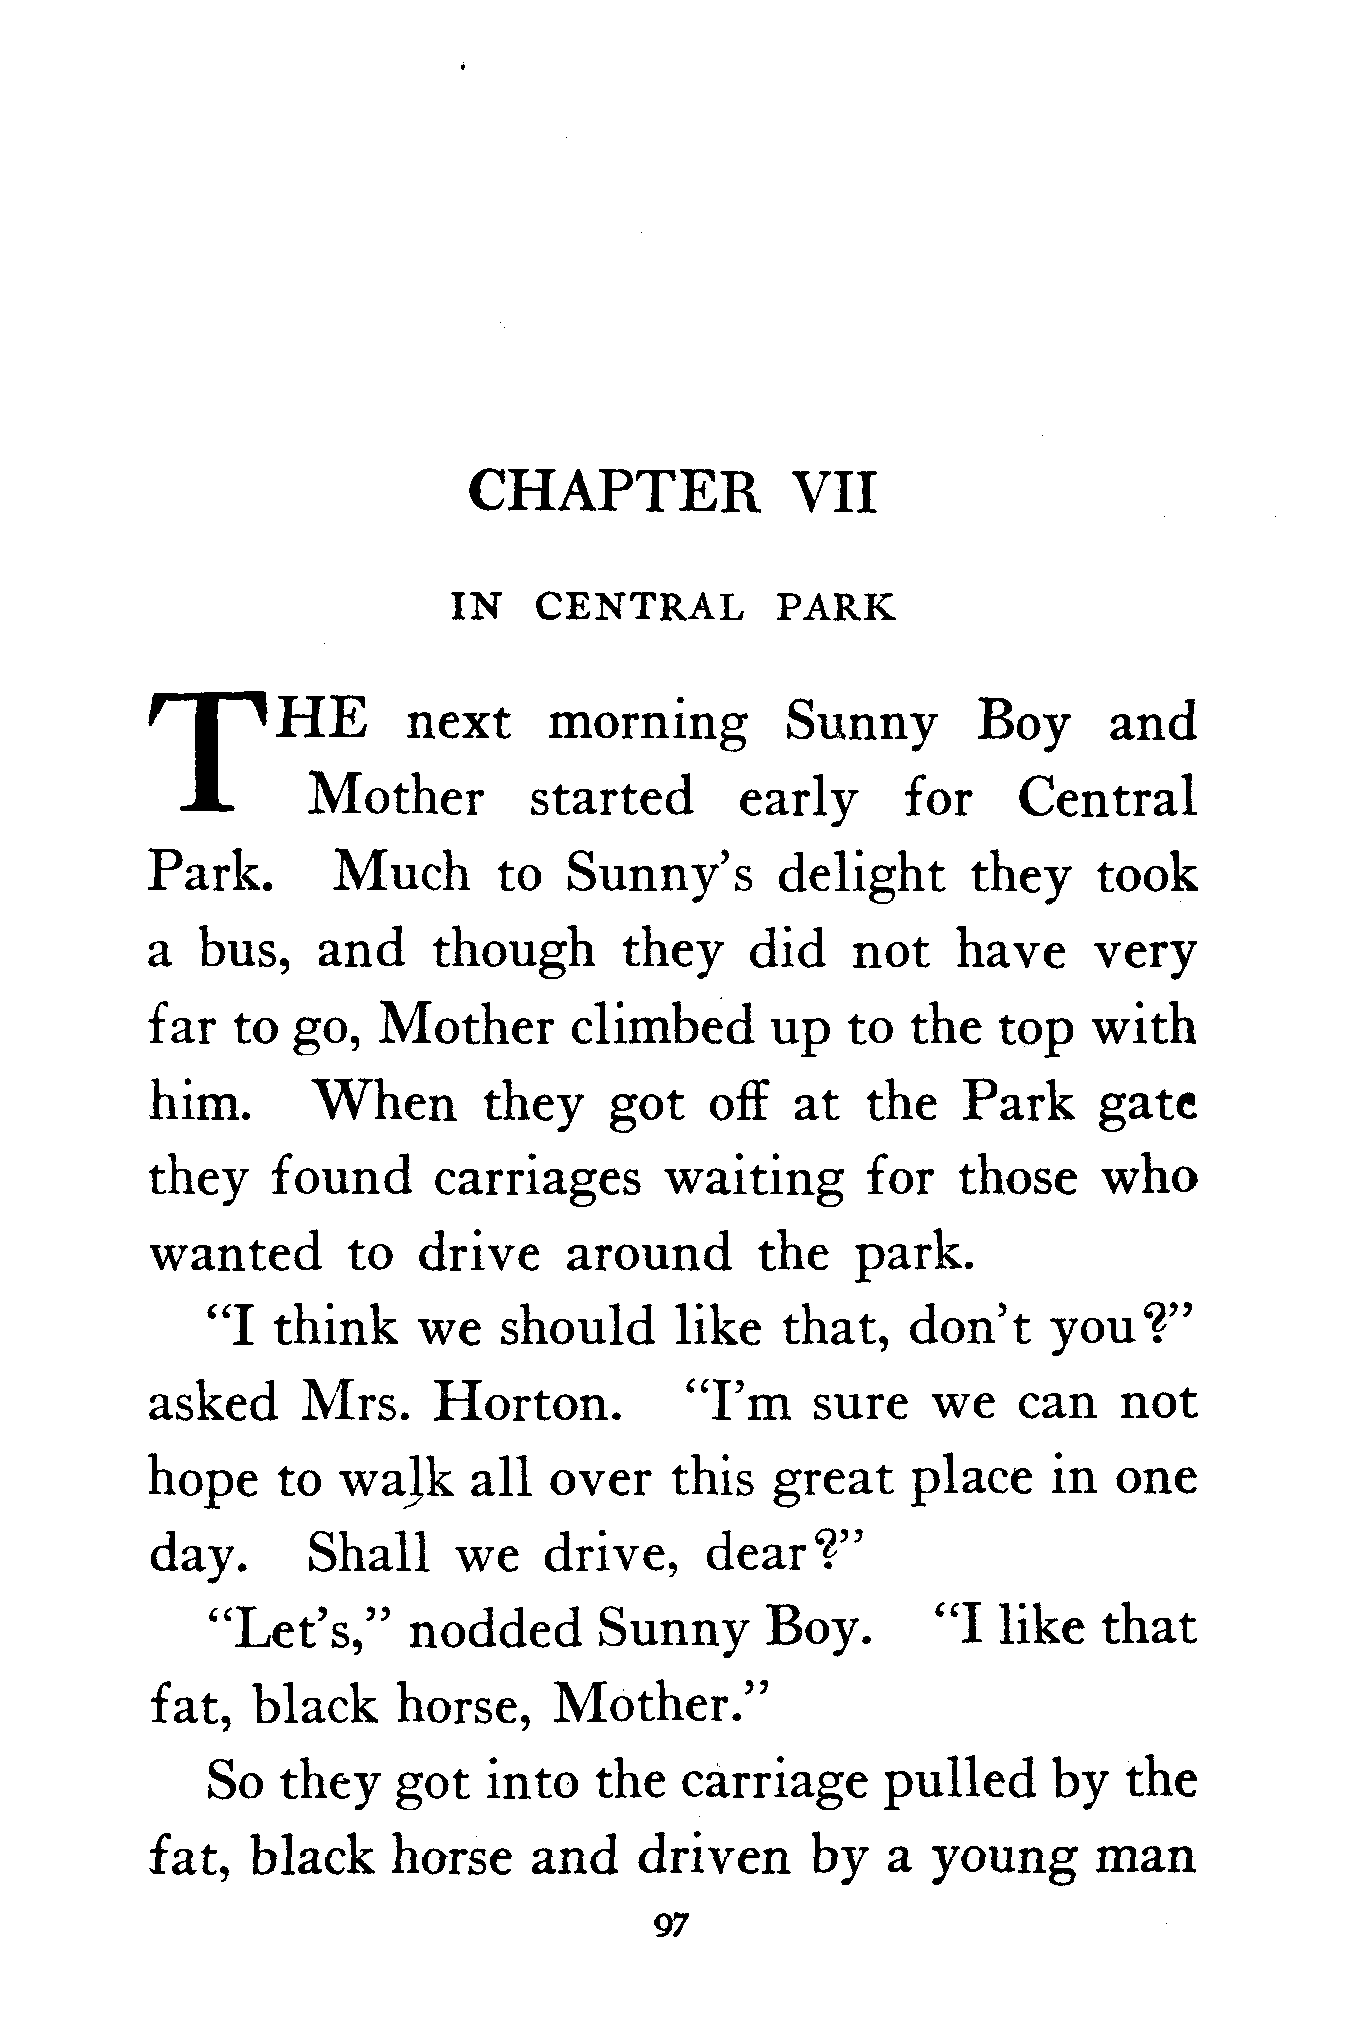 CHAPTER VII
IN CENTRAL PARK
THE next morning Sunny Boy and
Mother started early for Central
Park. Much to Sunny's delight they took
a bus, and though they did not have very
far to go, Mother climbed up to the top with
him. When they got off at the Park gate
they found carriages waiting for those who
wanted to drive around the park.
"I think we should like that, don't you?"
asked Mrs. Horton. "I'm sure we can not
hope to walk all over this great place in one
day. Shall we drive, dear?"
"Let's," nodded Sunny Boy. "I like that
fat, black horse, Mother."
So they got into the carriage pulled by the
fat, black horse and driven by a young man
97